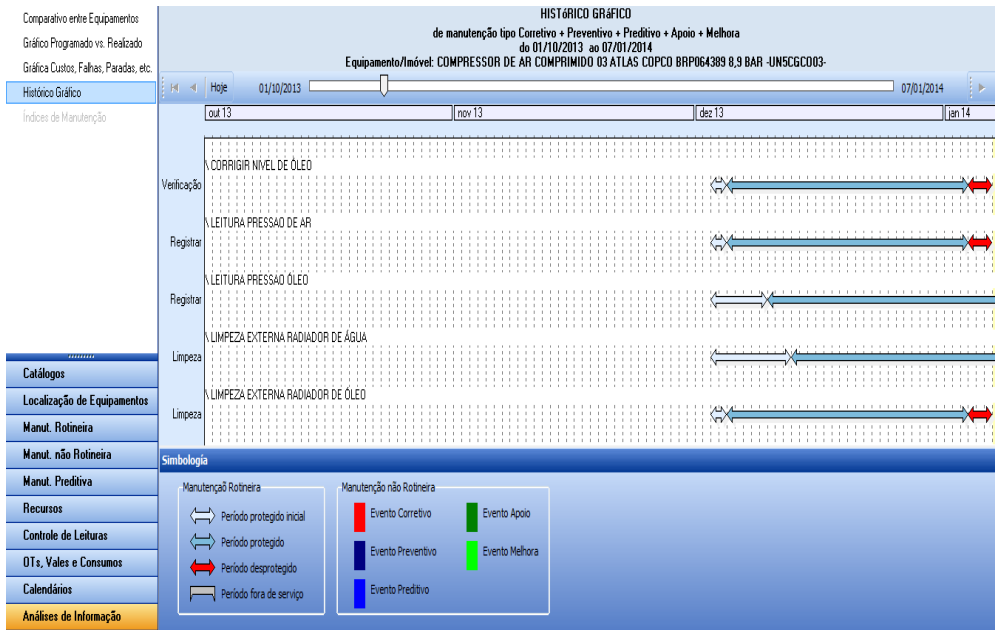 Comparativo entre Equipamentos
Gráfico Programado vs. Realizado
Gráfica Custos, Falhas, Paradas, etc.
Histórico Gráfico
Índices de Manutenção
Catálogos
Localização de Equipamentos
Manut. Rotineira
Manut. não Rotineira
Manut. Preditiva
Recursos
Controle de Leituras
OTs, Vales e Consumos
Calendários
Análises de Informação
HISTóRICO GRáFICO
de manutenção tipo Corretivo + Preventivo + Preditivo + Apoio + Melhora
do 01/10/2013 ao 07/01/2014
Equipamento/Imóvel: COMPRESSOR DE AR COMPRIMIDO 03 ATLAS COPCO BRP064389 8,9 BAR -UN5CGCO03-
Hoje 01/10/2013 07/01/2014
out 13 nov 13 dez 13 jan 14
\ CORRIGIR NIVEL DE ÓLEO
Verificação
\ LEITURA PRESSAO DE AR
Registrar
\ LEITURA PRESSAO ÓLEO
Registrar
\ LIMPEZA EXTERNA RADIADOR DE ÁGUA
Limpeza
\ LIMPEZA EXTERNA RADIADOR DE ÓLEO
Limpeza
Simbología
Manutençaõ Rotineira
Período protegido inicial
Período protegido
Período desprotegido
Período fora de serviço
Manutenção não Rotineira
Evento Corretivo
Evento Apoio
Evento Preventivo
Evento Melhora
Evento Preditivo